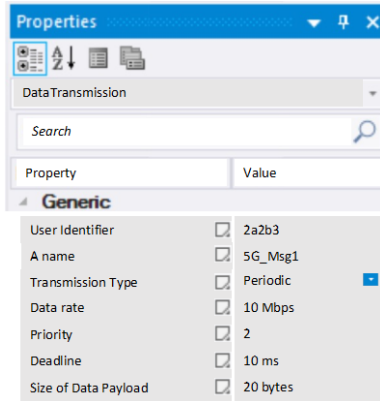 Properties
DataTransmission
Search
Property Value
Generic
User Identifier 2a2b3
A name 5G_Msg1
Transmission Type Periodic
Data rate 10 Mbps
Priority 2
Deadline 10 ms
Size of Data Payload 20 bytes